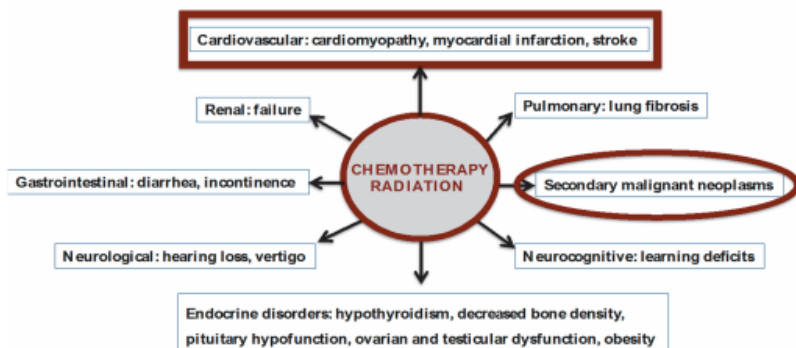 Cardiovascular: cardiomyopathy, myocardial infarction, stroke
Renal: failure
Pulmonary: lung fibrosis
CHEMOTHERAPY
RADIATION
Gastrointestinal: diarrhea, incontinence
Secondary malignant neoplasms
Neurological: hearing loss, vertigo
Neurocognitive: learning deficits
Endocrine disorders: hypothyroidism, decreased bone density,
pituitary hypofunction, ovarian and testicular dysfunction, obesity